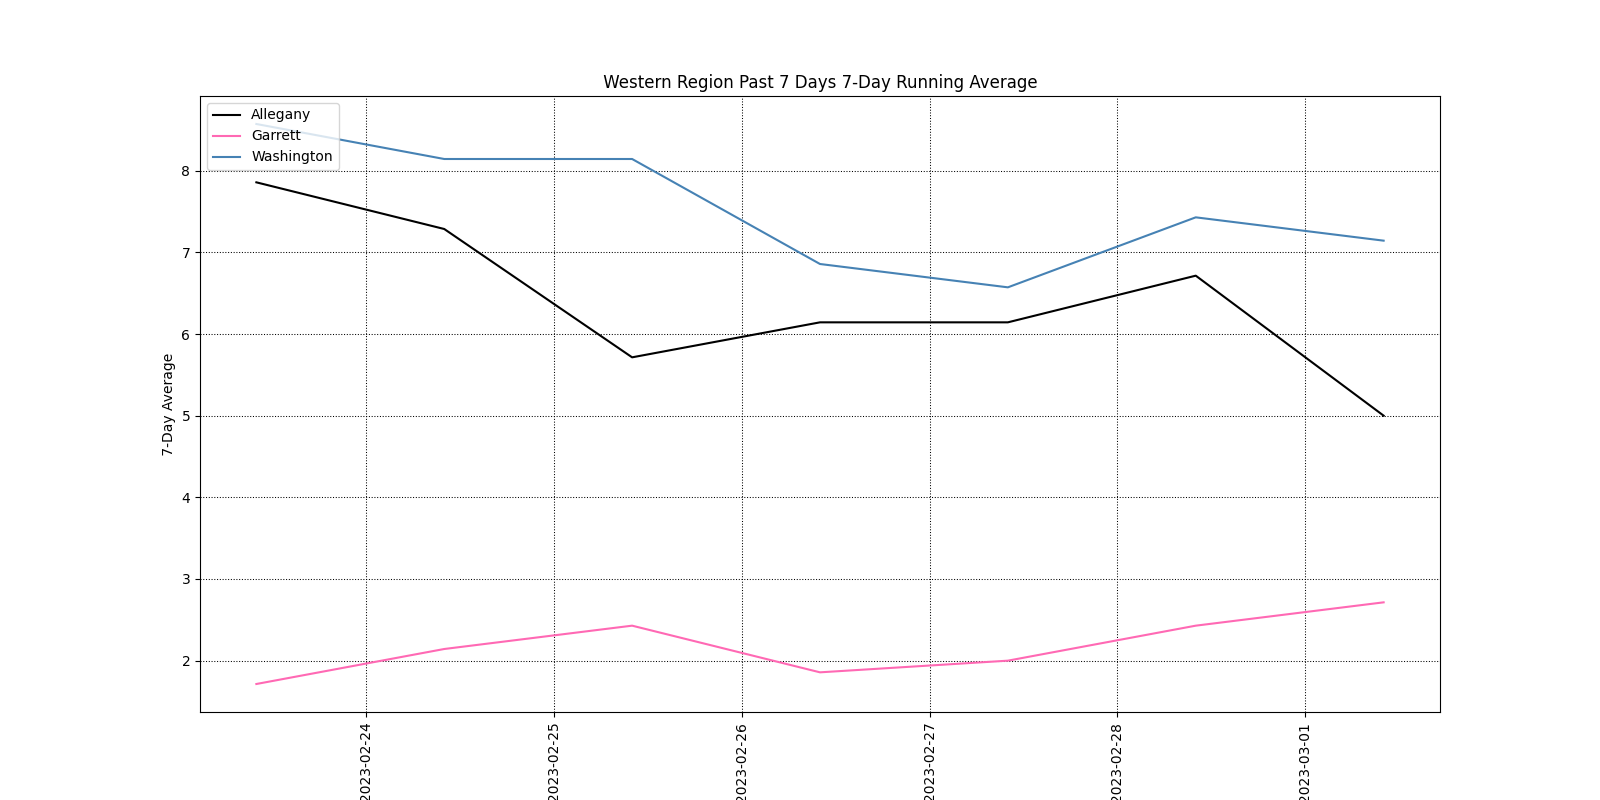 Western Region Past 7 Days 7-Day Running Average
Allegany
Garrett
Washington
8
7
6
5
4
3
2
7-Day Average
2023-02-24
2023-02-25
2023-02-26
2023-02-27
2023-02-28
2023-03-01